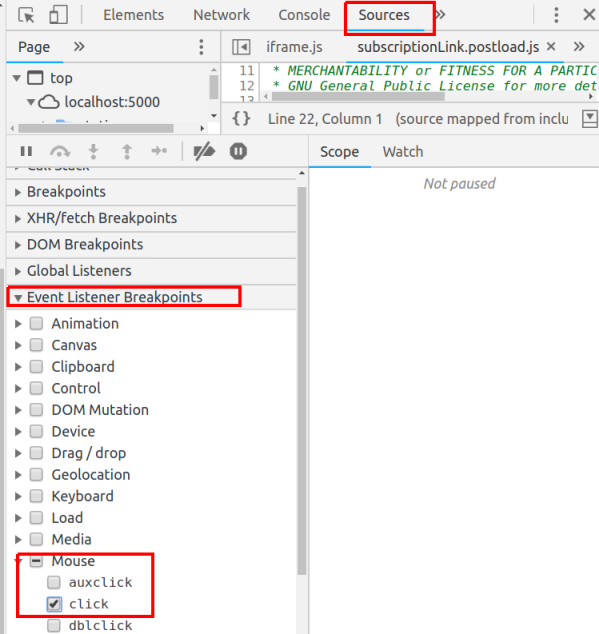 Elements Network Console Sources »
Page » iframe.js subscriptionLink.postload.js × »
top
localhost:5000
11 * MERCHANTABILITY or FITNESS FOR A PARTIC
12 * GNU General Public License for more det
13
{} Line 22, Column 1 (source mapped from inclu
Scope Watch
Not paused
Call Stack
Breakpoints
XHR/fetch Breakpoints
DOM Breakpoints
Global Listeners
Event Listener Breakpoints
Animation
Canvas
Clipboard
Control
DOM Mutation
Device
Drag / drop
Geolocation
Keyboard
Load
Media
Mouse
auxclick
click
dblclick